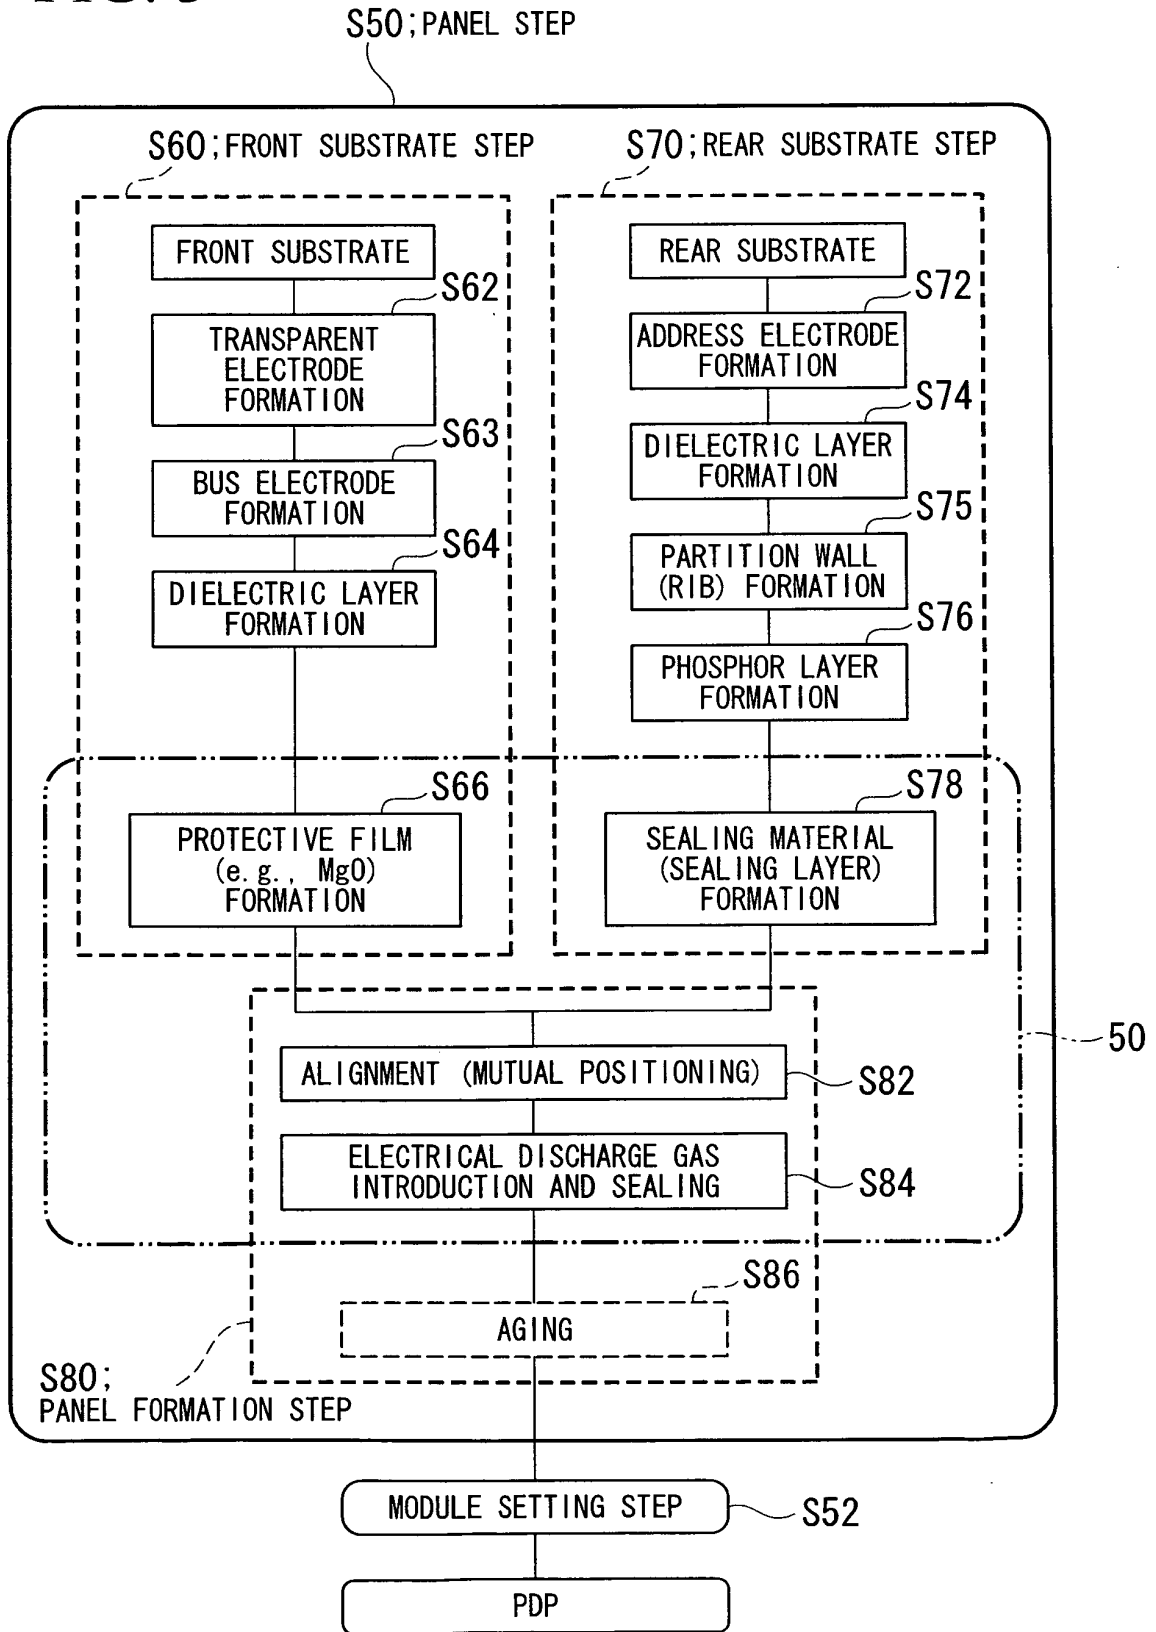 S50;PANEL STEP
S60;FRONT SUBSTRATE STEP
S70;REAR SUBSTRATE STEP
FRONT SUBSTRATE
S62
TRANSPARENT
ELECTRODE
FORMATION
S63
BUS ELECTRODE
FORMATION
S64
DIELECTRIC LAYER
FORMATION
REAR SUBSTRATE
S72
ADDRESS ELECTRODE
FORMATION
S74
DIELECTRIC LAYER
FORMATION
S75
PARTITION WALL
(RIB) FORMATION
S76
PHOSPHOR LAYER
FORMATION
S66
PROTECTIVE FILM
(e.g., MgO)
FORMATION
S78
SEALING MATERIAL
(SEALING LAYER)
FORMATION
50
ALIGNMENT (MUTUAL POSITIONING)
S82
ELECTRICAL DISCHARGE GAS
INTRODUCTION AND SEALING
S84
S86
AGING
S80;
PANEL FORMATION STEP
MODULE SETTING STEP
S52
PDP